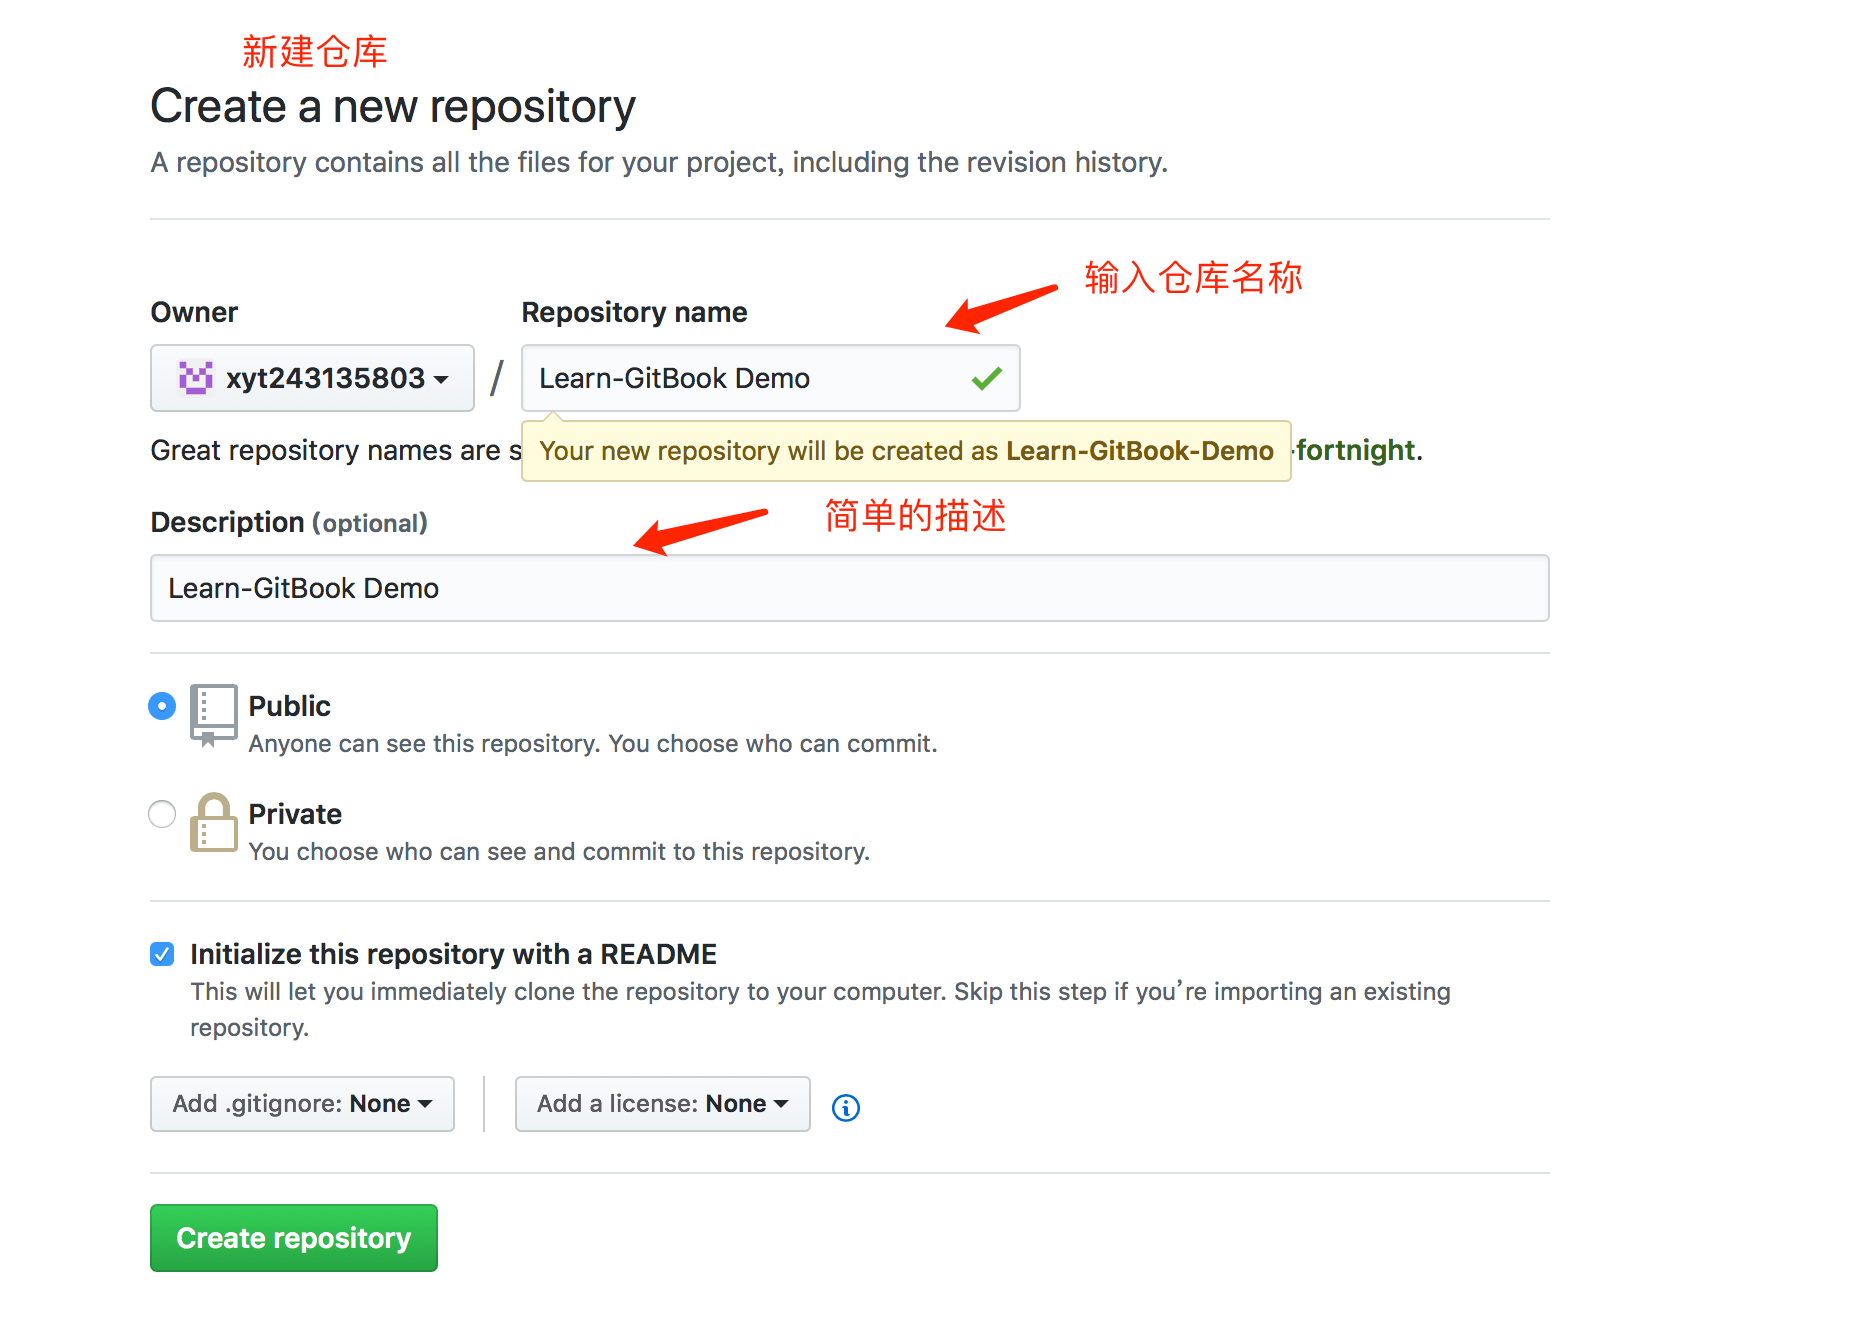 新建仓库
Create a new repository
A repository contains all the files for your project, including the revision history.
输入仓库名称
Owner
Repository name
xyt243135803
/
Learn-GitBook Demo
Great repository names are s
Your new repository will be created as Learn-GitBook-Demo
-fortnight.
简单的描述
Description (optional)
Learn-GitBook Demo
Public
Anyone can see this repository. You choose who can commit.
Private
You choose who can see and commit to this repository.
Initialize this repository with a README
This will let you immediately clone the repository to your computer. Skip this step if you’re importing an existing
repository.
Add .gitignore: None
Add a license: None
Create repository